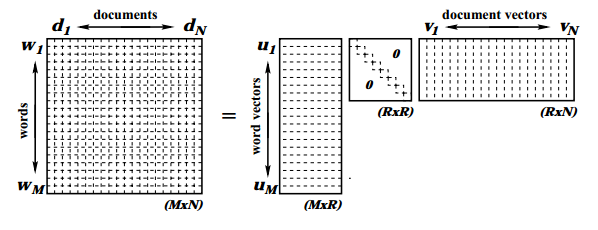 documents
document vectors
d1 dN
v1 vN
w1
words
wM
(MxN)
=
u1
word vectors
uM
(MxR)
0
0
(RxR)
(RxN)